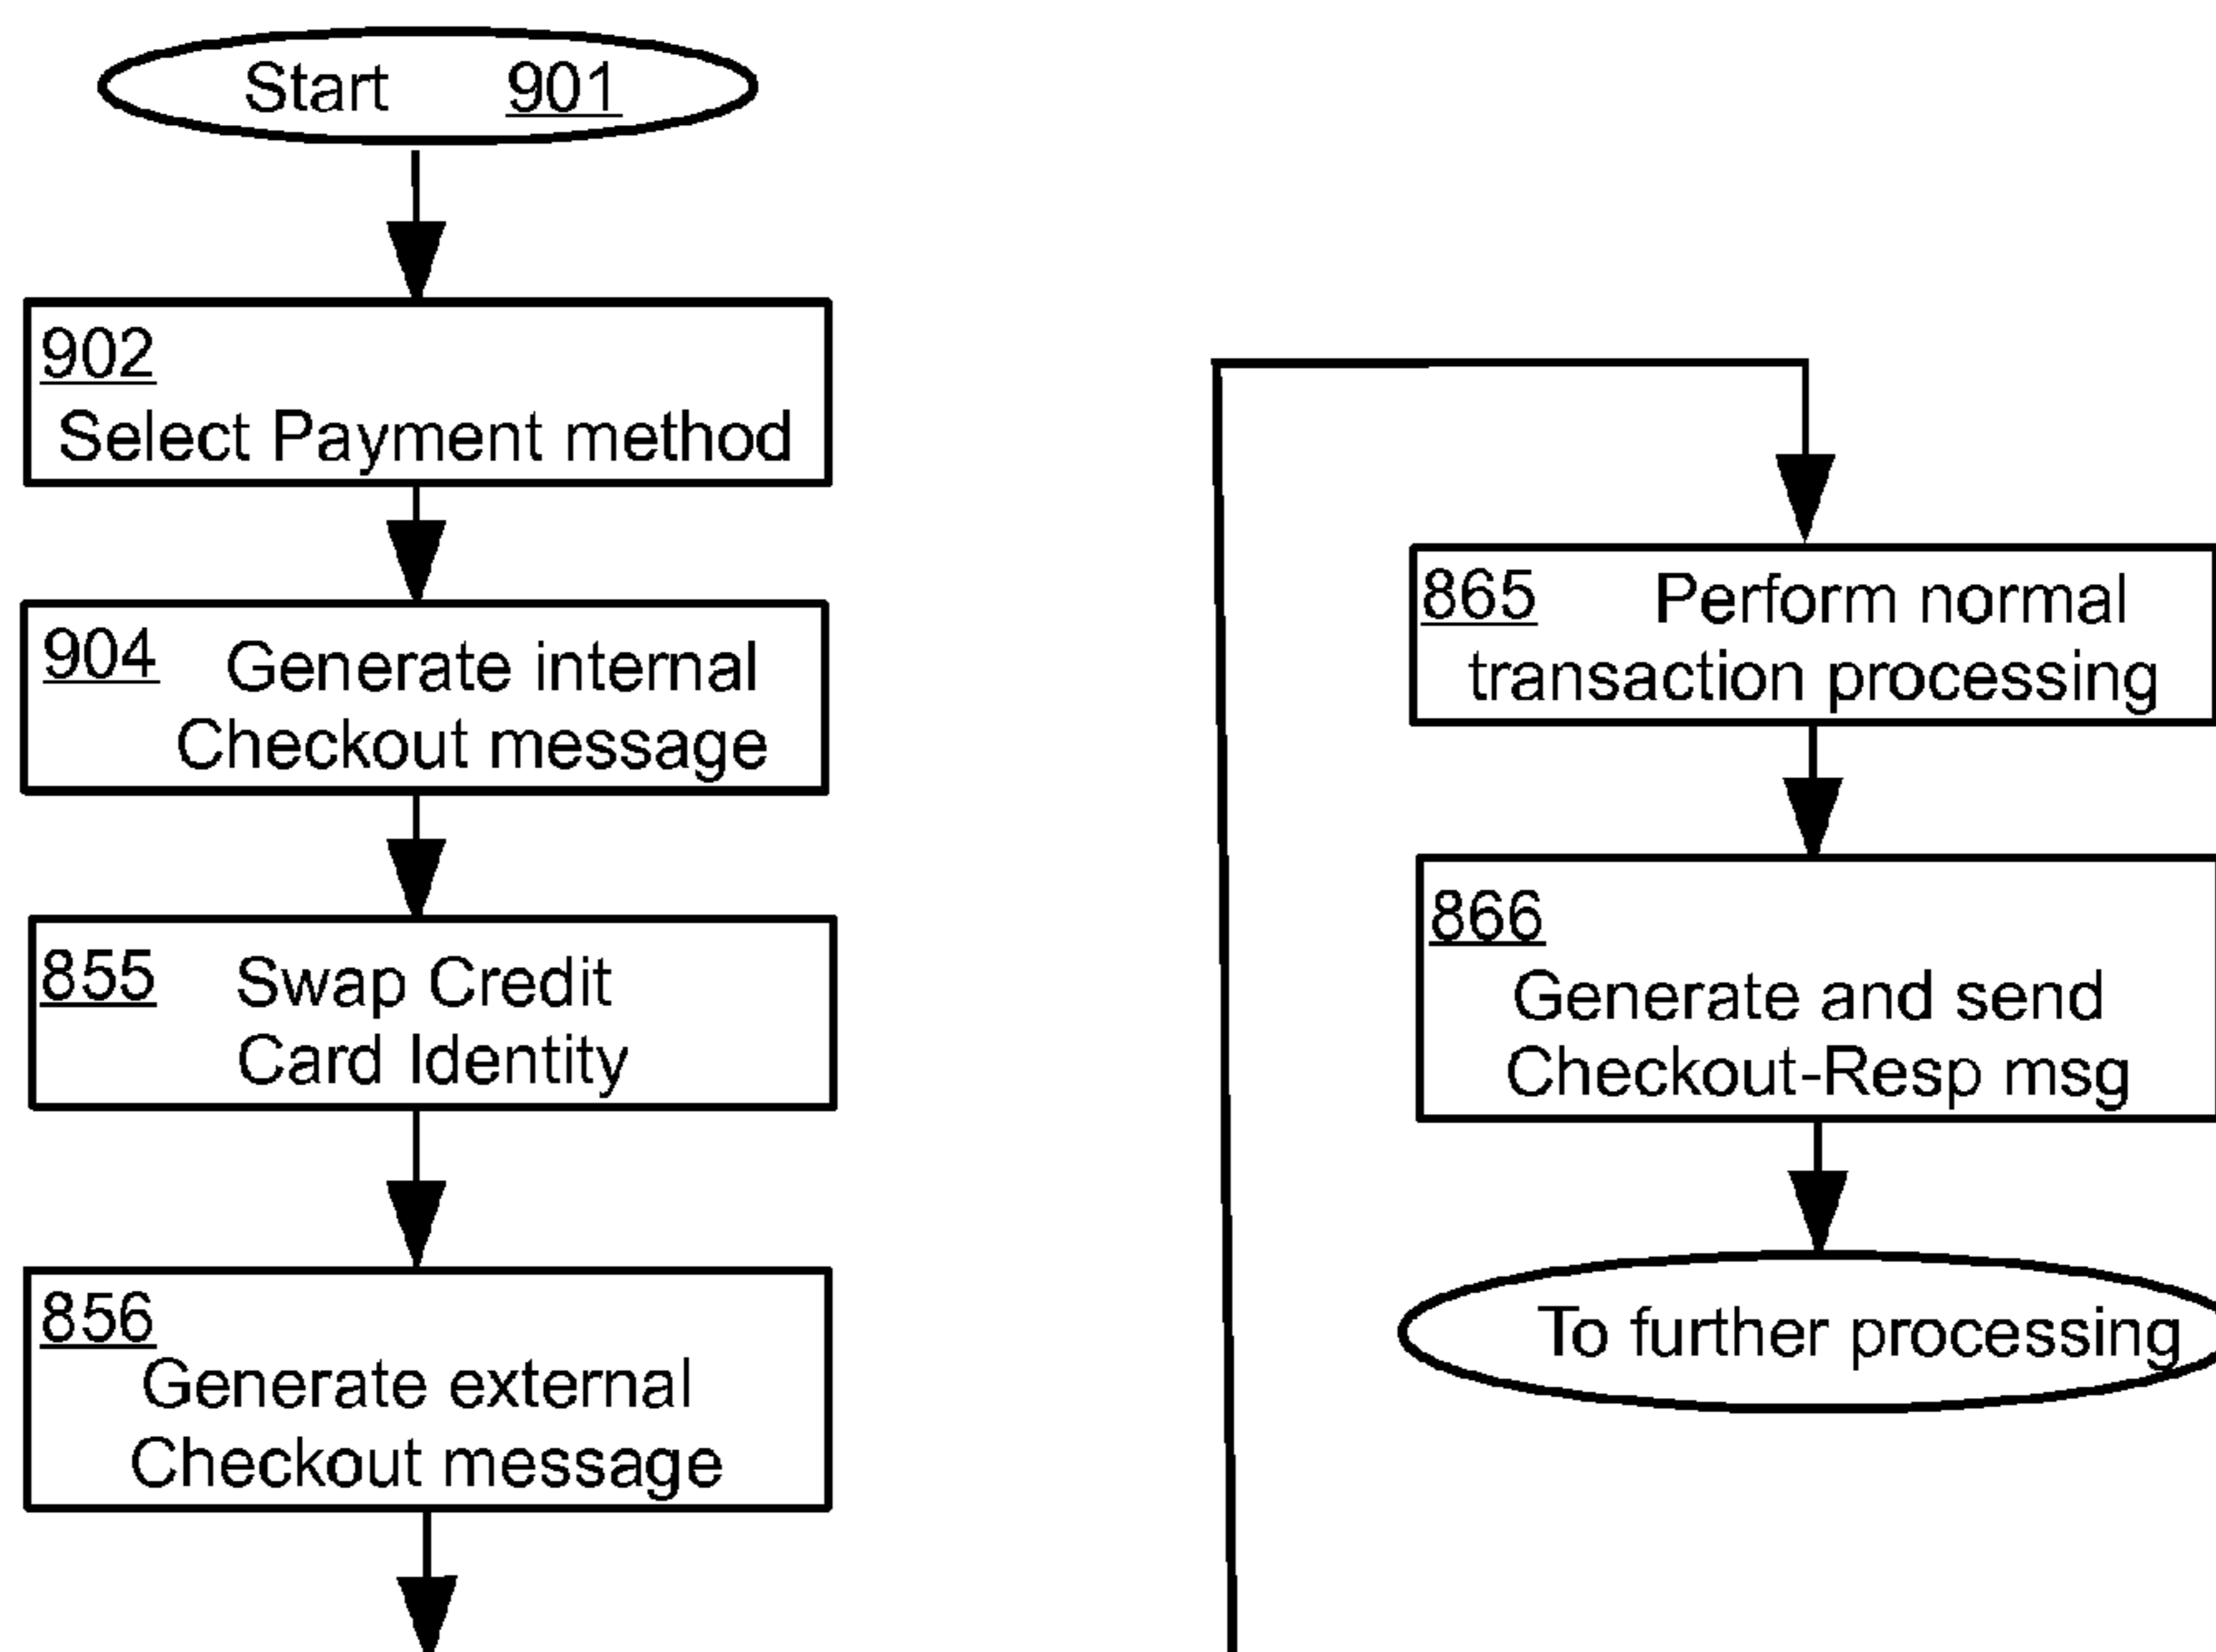 Start 901
902
Select Payment method
904 Generate internal
Checkout message
855 Swap Credit
Card Identity
856
Generate external
Checkout message
865 Perform normal
transaction processing
866
Generate and send
Checkout-Resp msg
To further processing